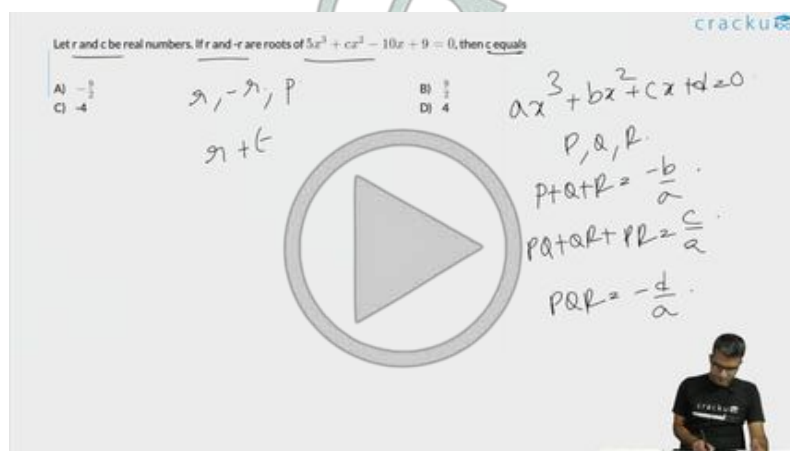 cracku
Let r and c be real numbers. If r and -r are roots of 5x³ + cx² − 10x + 9 = 0, then c equals
A) −9/2
B) 9/2
C) -4
D) 4
r, -r, P
r + (-
ax³ + bx² + cx + d = 0
P, Q, R.
P+Q+R = -b/a.
PQ+QR+PR = c/a.
PQR = -d/a.
cracku